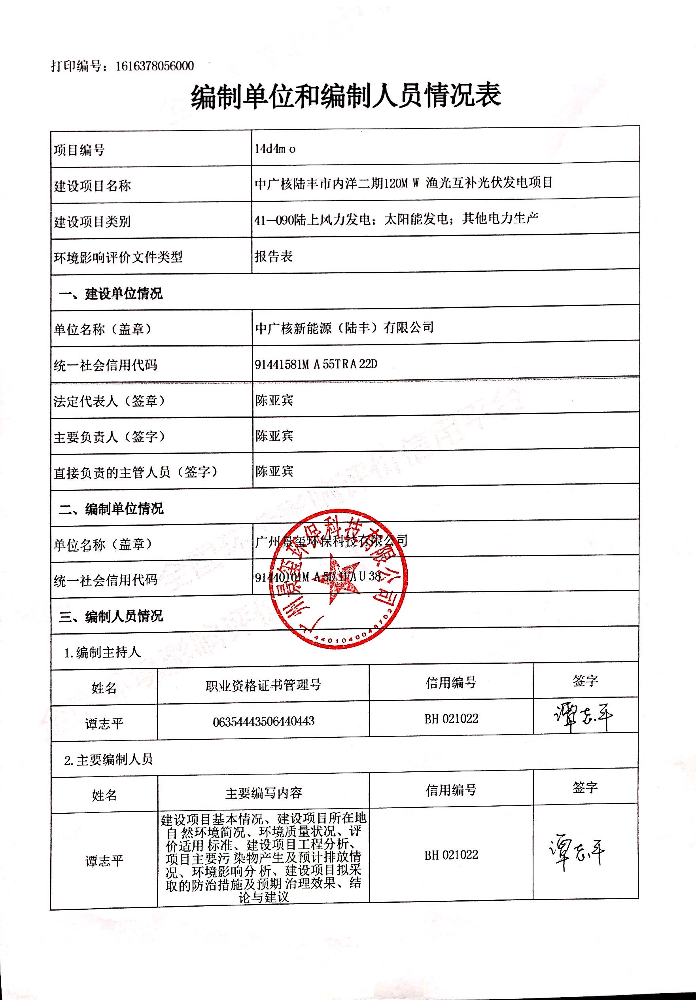 打印编号：1616378056000
编制单位和编制人员情况表
项目编号 14d4mo
建设项目名称 中广核陆丰市内洋二期120MW 渔光互补光伏发电项目
建设项目类别 41—090陆上风力发电；太阳能发电；其他电力生产
环境影响评价文件类型 报告表
一、建设单位情况
单位名称（盖章） 中广核新能源（陆丰）有限公司
统一社会信用代码 91441581MA55TRA22D
法定代表人（签章） 陈亚宾
主要负责人（签字） 陈亚宾
直接负责的主管人员（签字） 陈亚宾
二、编制单位情况
单位名称（盖章） 广州景玺环保科技有限公司
统一社会信用代码
广州景玺环保科技有限公司
三、编制人员情况
1.编制主持人
姓名 职业资格证书管理号 信用编号 签字
谭志平 06354443506440443 BH 021022 谭志平
2.主要编制人员
姓名 主要编写内容 信用编号 签字
谭志平 BH 021022 谭志平
建设项目基本情况、建设项目所在地
自然环境简况、环境质量状况、评
价适用标准、建设项目工程分析、
项目主要污染物产生及预计排放情
况、环境影响分析、建设项目拟采
取的防治措施及预期治理效果、结
论与建议